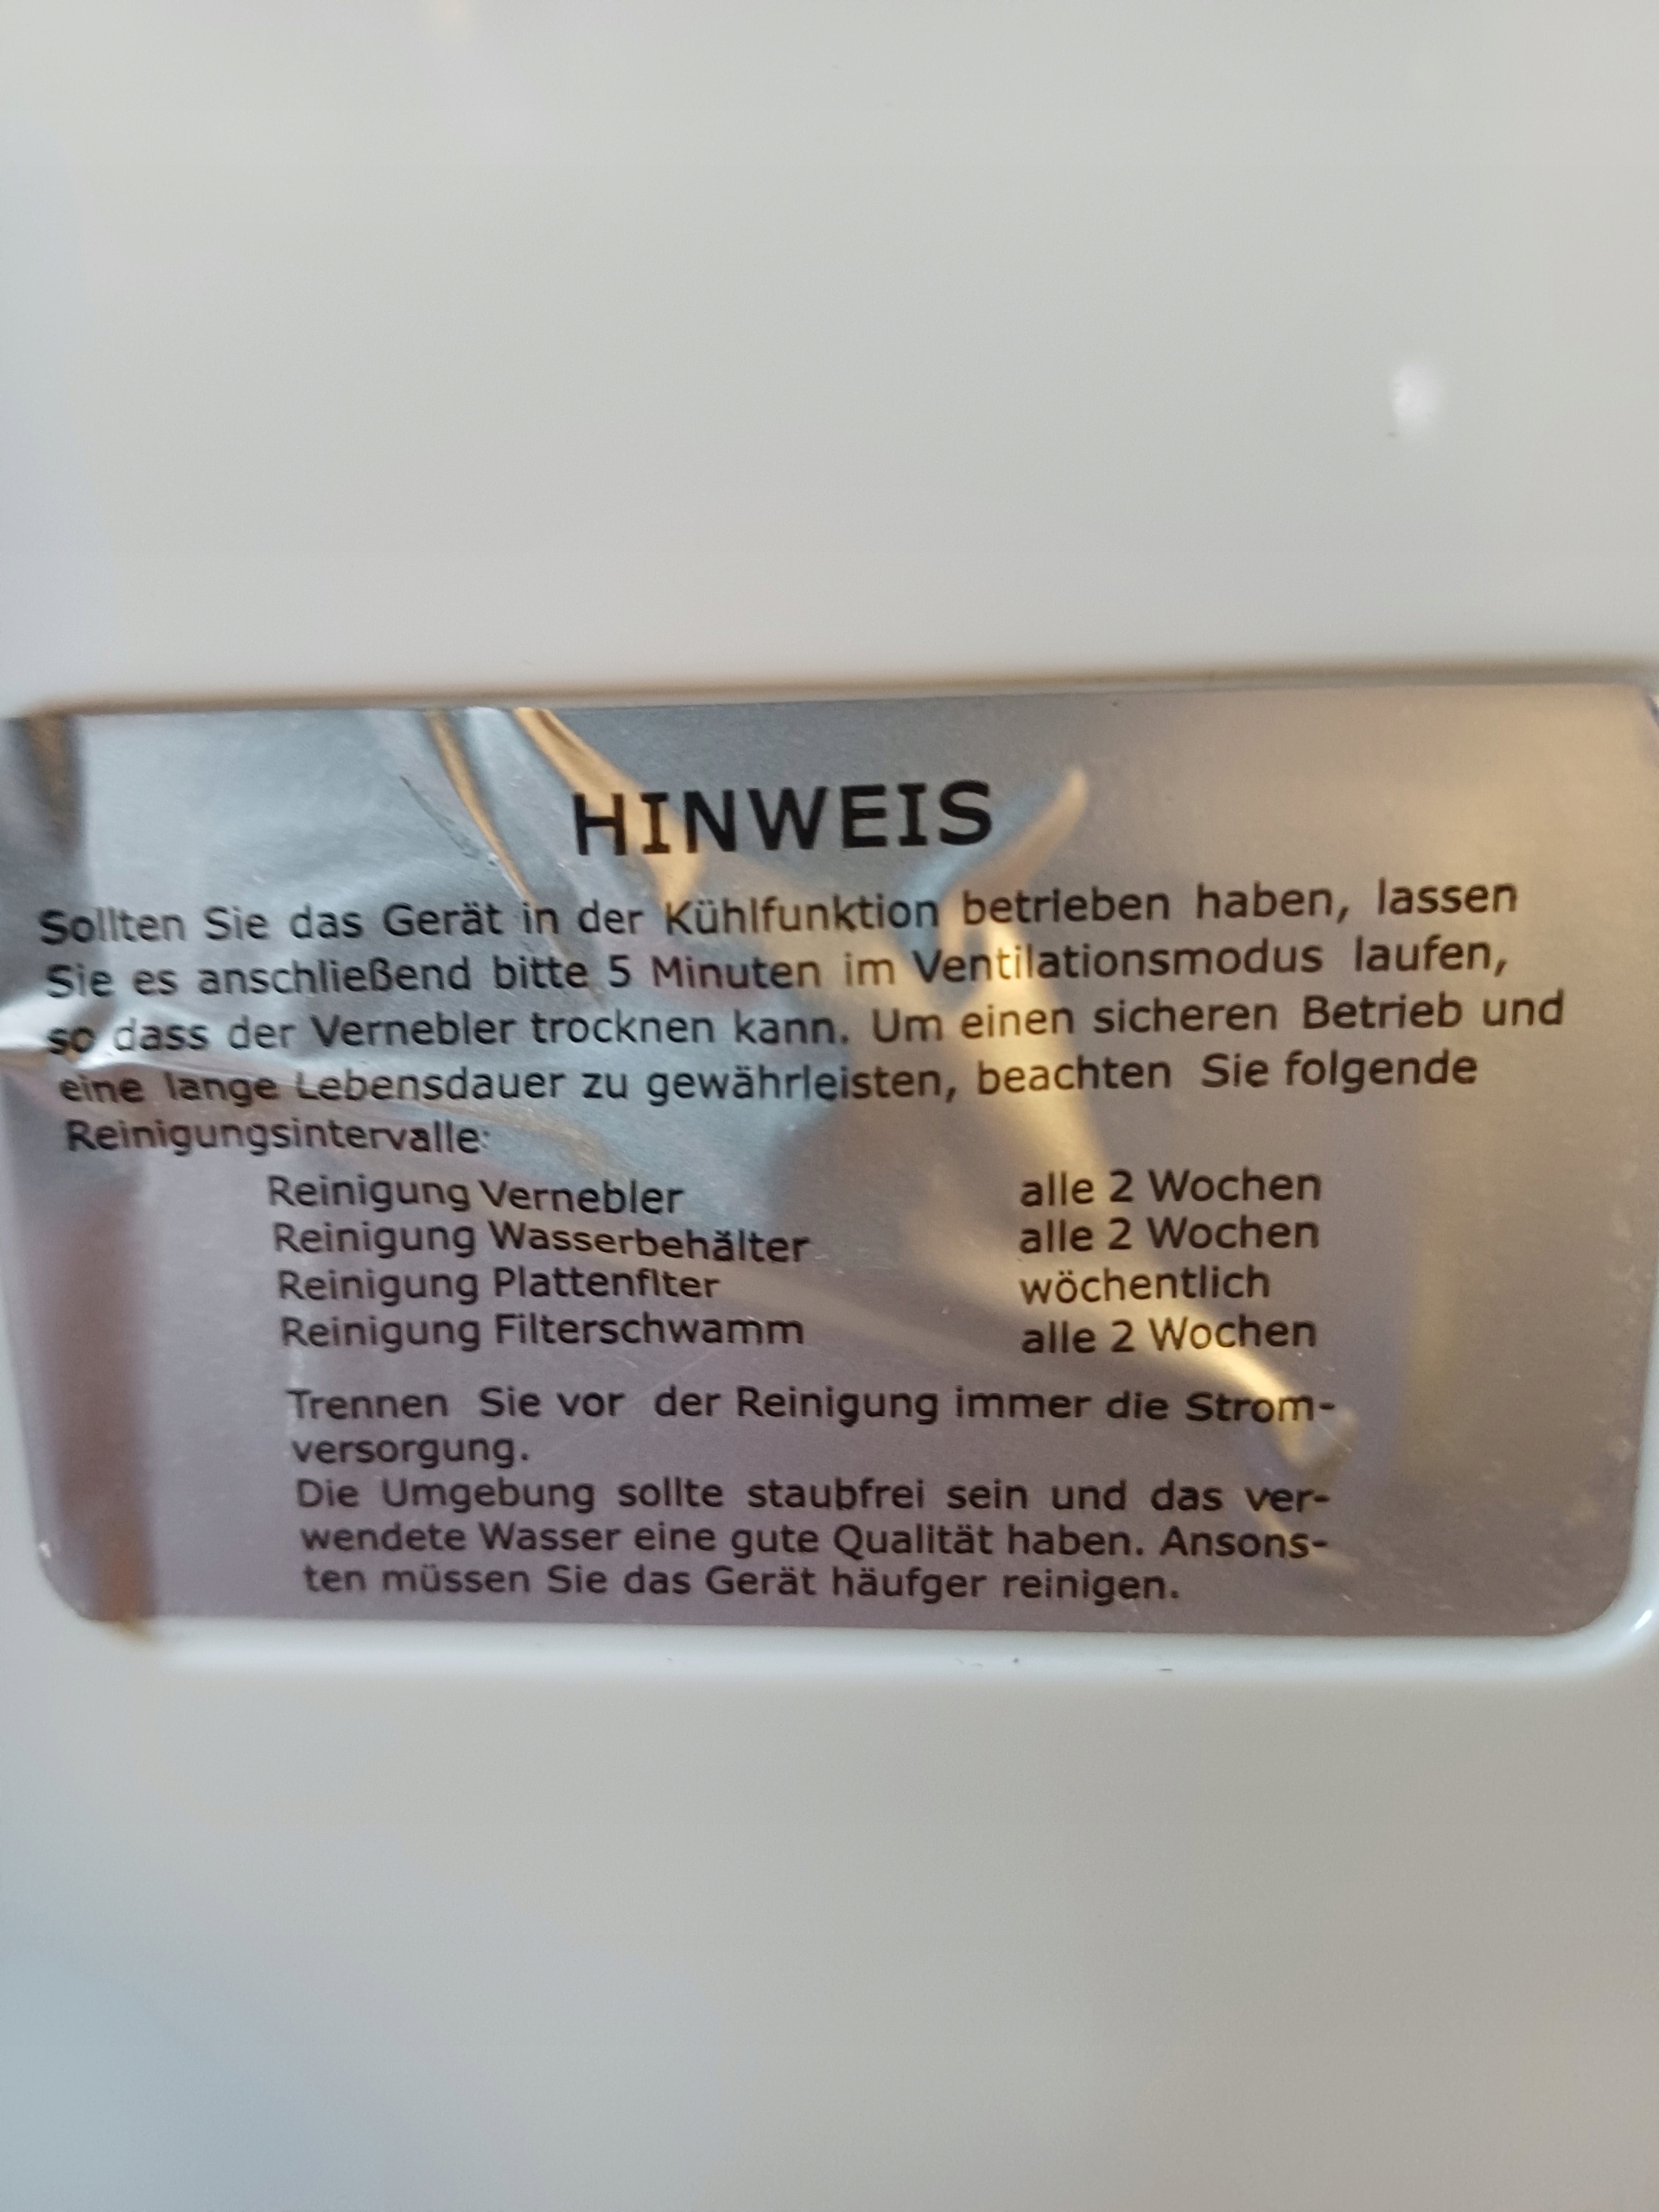 HINWEIS
Sollten Sie das Gerät in der Kühlfunktion betrieben haben, lassen
Sie es anschließend bitte 5 Minuten im Ventilationsmodus laufen,
so dass der Vernebler trocknen kann. Um einen sicheren Betrieb und
eine lange Lebensdauer zu gewährleisten, beachten Sie folgende
Reinigungsintervalle:
Reinigung Vernebler alle 2 Wochen
Reinigung Wasserbehălter alle 2 Wochen
Reinigung Plattenflter wöchentlich
Reinigung Filterschwamm alle 2 Wochen
Trennen Sie vor der Reinigung immer die Strom-
versorgung.
Die Umgebung sollte staubfrei sein und das ver-
wendete Wasser eine gute Qualität haben. Ansons-
ten müssen Sie das Gerät häufger reinigen.